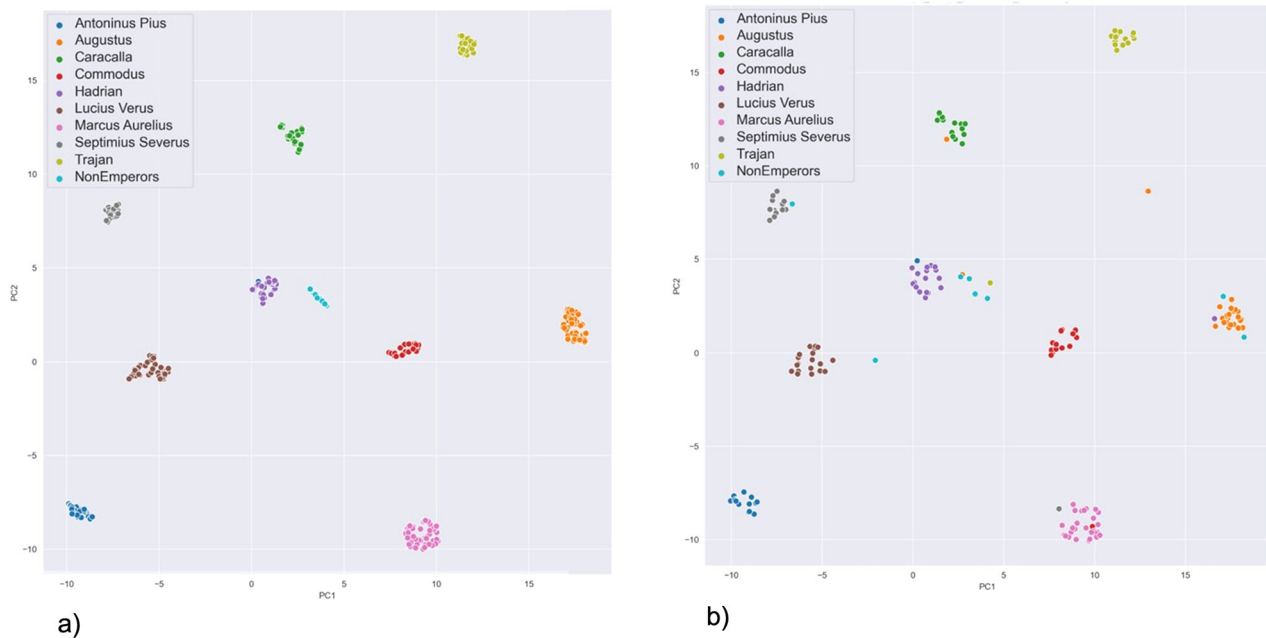 Antoninus Pius
Augustus
Caracalla
Commodus
Hadrian
Lucius Verus
Marcus Aurelius
Septimius Severus
Trajan
NonEmperors
15
10
5
0
−5
−10
PC2
−10
−5
0
5
10
15
PC1
a)
Antoninus Pius
Augustus
Caracalla
Commodus
Hadrian
Lucius Verus
Marcus Aurelius
Septimius Severus
Trajan
NonEmperors
15
10
5
0
−5
−10
PC2
−10
−5
0
5
10
15
PC1
b)